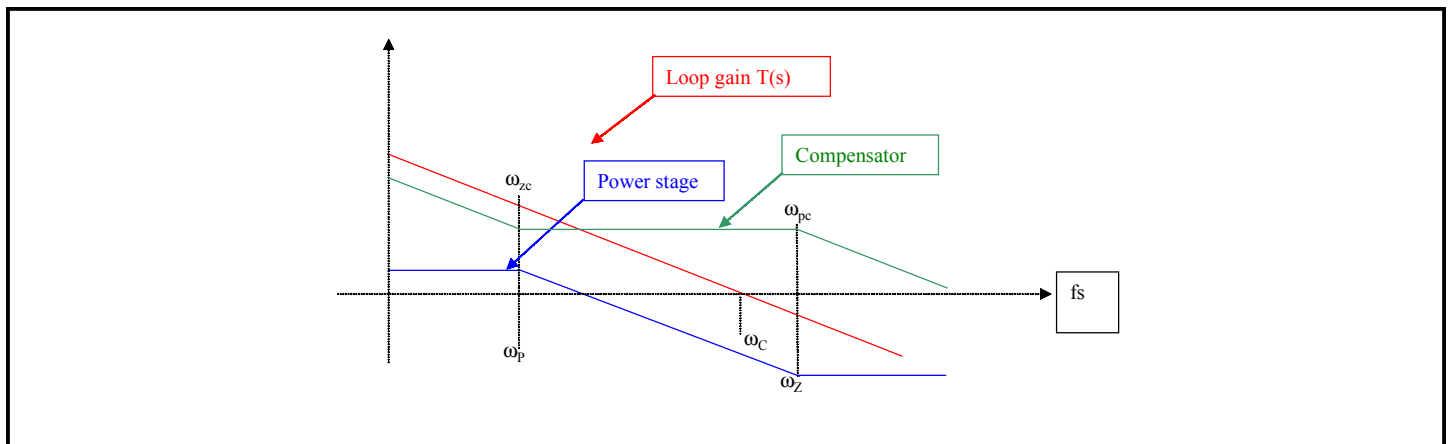 Loop gain T(s)
Compensator
Power stage
ωzc
ωpc
fs
ωC
ωP
ωZ